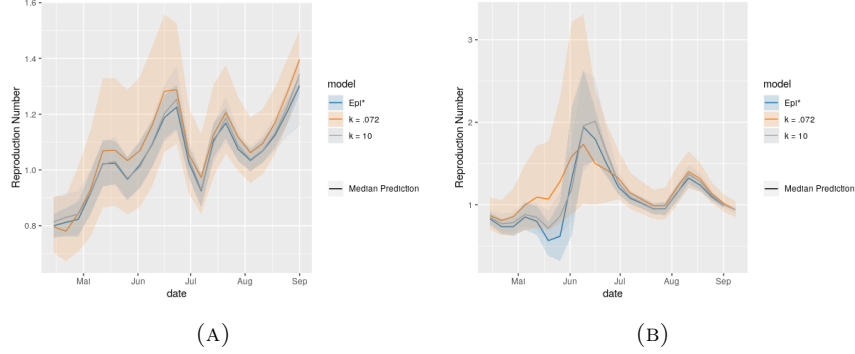 1.6
1.4
1.2
1.0
0.8
Reproduction Number
Mai
Jun
Jul
Aug
Sep
date
model
Epi*
k = .072
k = 10
Median Prediction
(A)
3
2
1
Reproduction Number
Mai
Jun
Jul
Aug
Sep
date
model
Epi*
k = .072
k = 10
Median Prediction
(B)